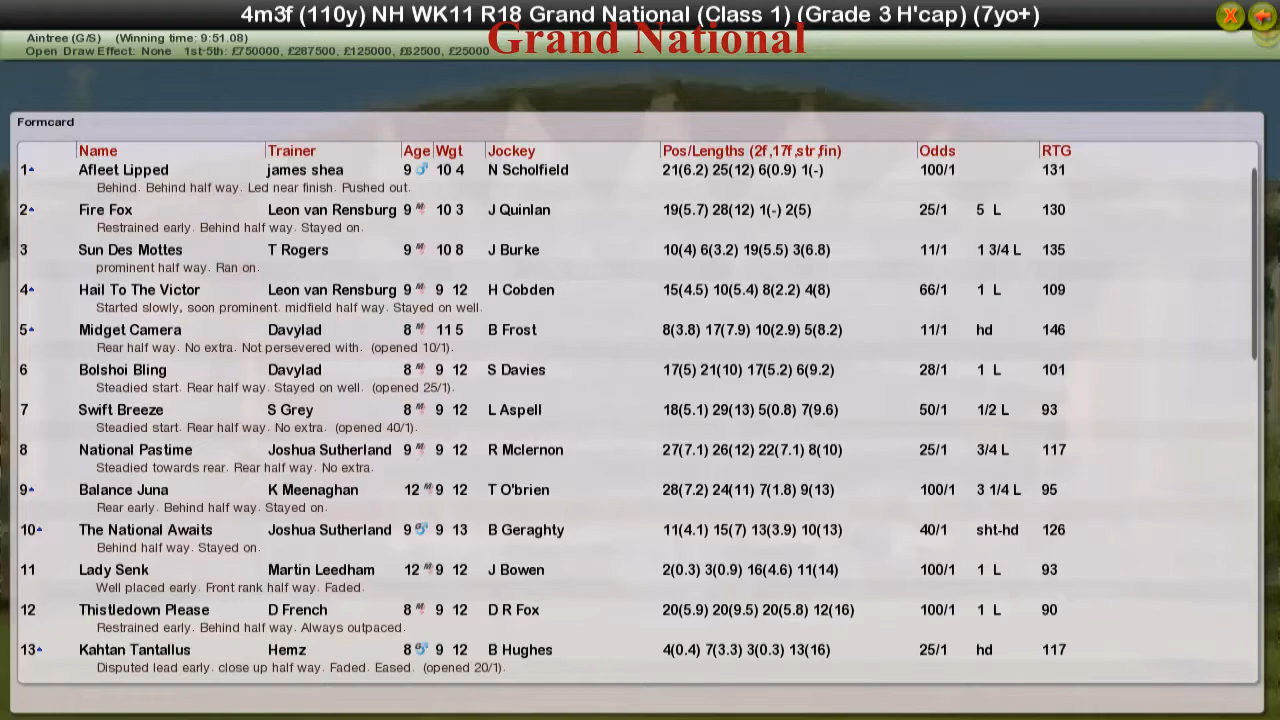 4m3f (110y) NH WK11 R18 Grand National (Class 1) (Grade 3 H'cap) (7yo+)
Grand National
Aintree (G/S) (Winning time: 9:51.08)
Open Draw Effect: None 1st-5th: £750000, £287500, £125000, £62500, £25000
Formcard
Name Trainer Age Wgt Jockey Pos/Lengths (2f,17f,str,fin) Odds RTG
1 Afleet Lipped james shea 9 10 4 N Scholfield 21(6.2) 25(12) 6(0.9) 1(-) 100/1 131
Behind. Behind half way. Led near finish. Pushed out.
2 Fire Fox Leon van Rensburg 9 10 3 J Quinlan 19(5.7) 28(12) 1(-) 2(5) 25/1 5 L 130
Restrained early. Behind half way. Stayed on.
3 Sun Des Mottes T Rogers 9 10 8 J Burke 10(4) 6(3.2) 19(5.5) 3(6.8) 11/1 1 3/4 L 135
prominent half way. Ran on.
4 Hail To The Victor Leon van Rensburg 9 9 12 H Cobden 15(4.5) 10(5.4) 8(2.2) 4(8) 66/1 1 L 109
Started slowly, soon prominent. midfield half way. Stayed on well.
5 Midget Camera Davylad 8 11 5 B Frost 8(3.8) 17(7.9) 10(2.9) 5(8.2) 11/1 hd 146
Rear half way. No extra. Not persevered with. (opened 10/1).
6 Bolshoi Bling Davylad 8 9 12 S Davies 17(5) 21(10) 17(5.2) 6(9.2) 28/1 1 L 101
Steadied start. Rear half way. Stayed on well. (opened 25/1).
7 Swift Breeze S Grey 8 9 12 L Aspell 18(5.1) 29(13) 5(0.8) 7(9.6) 50/1 1/2 L 93
Steadied start. Rear half way. No extra. (opened 40/1).
8 National Pastime Joshua Sutherland 9 9 12 R Mclernon 27(7.1) 26(12) 22(7.1) 8(10) 25/1 3/4 L 117
Steadied towards rear. Rear half way. No extra.
9 Balance Juna K Meenaghan 12 9 12 T O'brien 28(7.2) 24(11) 7(1.8) 9(13) 100/1 3 1/4 L 95
Rear early. Behind half way. Stayed on.
10 The National Awaits Joshua Sutherland 9 9 13 B Geraghty 11(4.1) 15(7) 13(3.9) 10(13) 40/1 sht-hd 126
Behind half way. Stayed on.
11 Lady Senk Martin Leedham 12 9 12 J Bowen 2(0.3) 3(0.9) 16(4.6) 11(14) 100/1 1 L 93
Well placed early. Front rank half way. Faded.
12 Thistledown Please D French 8 9 12 D R Fox 20(5.9) 20(9.5) 20(5.8) 12(16) 100/1 1 L 90
Restrained early. Behind half way. Always outpaced.
13 Kahtan Tantallus Hemz 8 9 12 B Hughes 4(0.4) 7(3.3) 3(0.3) 13(16) 25/1 hd 117
Disputed lead early. close up half way. Faded. Eased. (opened 20/1).